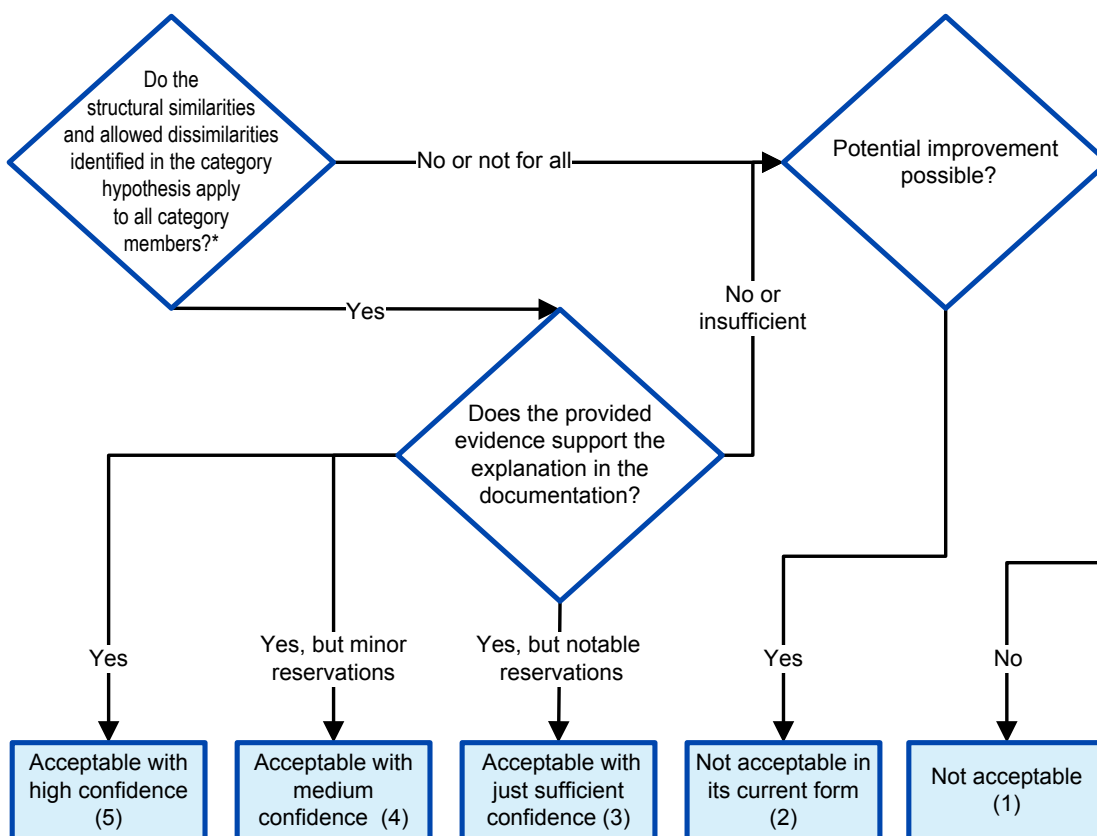 Do the
structural similarities
and allowed dissimilarities
identified in the category
hypothesis apply
to all category
members?*
No or not for all
Potential improvement
possible?
Yes
No or
insufficient
Does the provided
evidence support the
explanation in the
documentation?
Yes
Yes, but minor
reservations
Yes, but notable
reservations
Yes
No
Acceptable with
high confidence
(5)
Acceptable with
medium
confidence (4)
Acceptable with
just sufficient
confidence (3)
Not acceptable in
its current form
(2)
Not acceptable
(1)